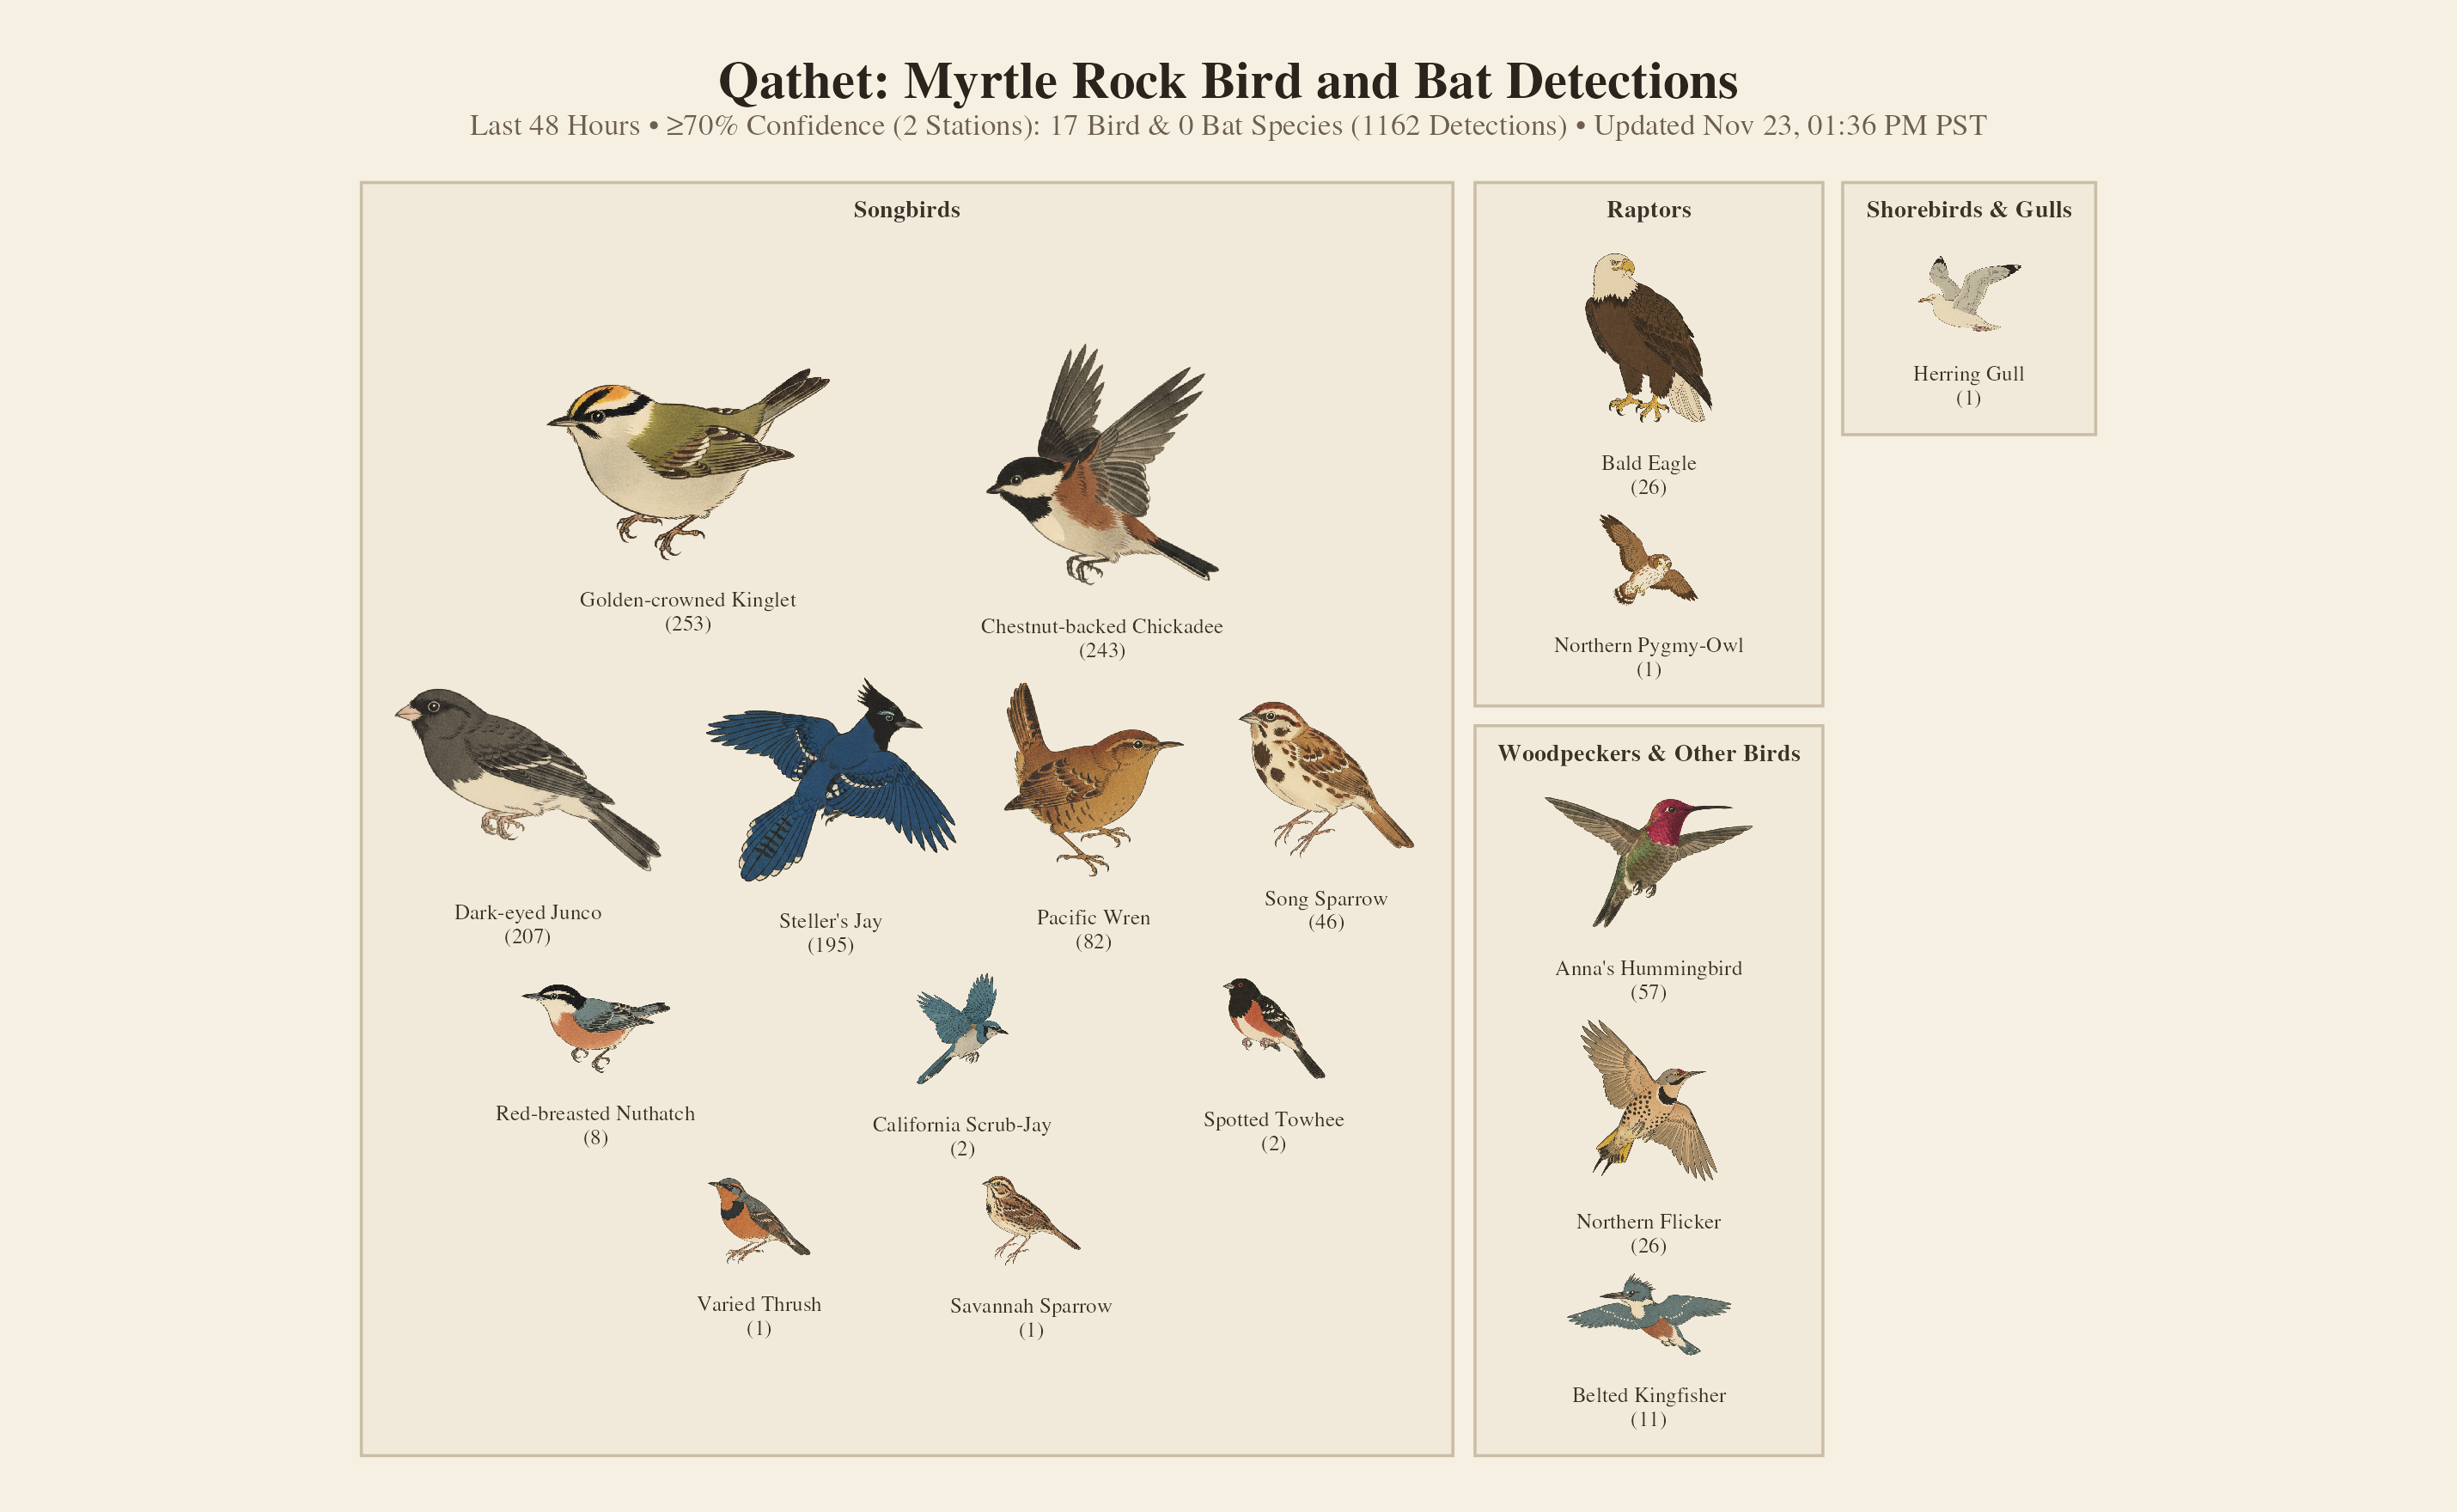 Qathet: Myrtle Rock Bird and Bat Detections
Last 48 Hours • ≥70% Confidence (2 Stations): 17 Bird & 0 Bat Species (1162 Detections) • Updated Nov 23, 01:36 PM PST
Songbirds
Golden-crowned Kinglet
(253)
Chestnut-backed Chickadee
(243)
Dark-eyed Junco
(207)
Steller's Jay
(195)
Pacific Wren
(82)
Song Sparrow
(46)
Red-breasted Nuthatch
(8)
California Scrub-Jay
(2)
Spotted Towhee
(2)
Varied Thrush
(1)
Savannah Sparrow
(1)
Raptors
Bald Eagle
(26)
Northern Pygmy-Owl
(1)
Woodpeckers & Other Birds
Anna's Hummingbird
(57)
Northern Flicker
(26)
Belted Kingfisher
(11)
Shorebirds & Gulls
Herring Gull
(1)